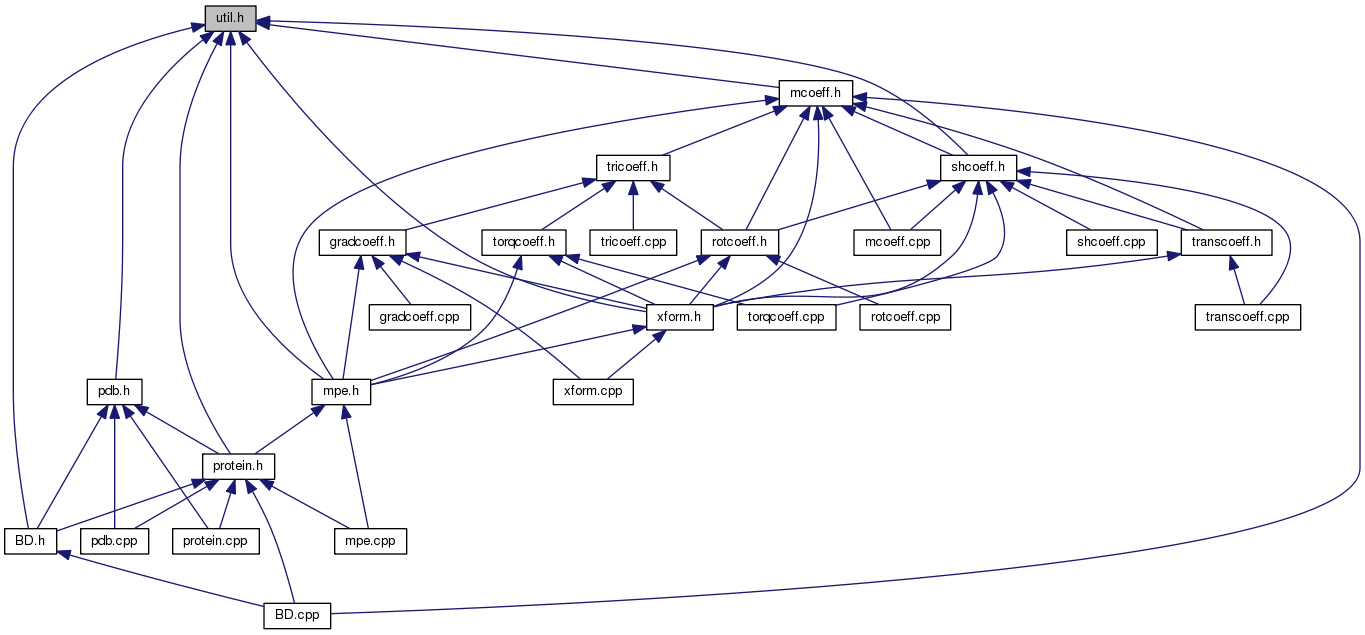 util.h
mcoeff.h
tricoeff.h
shcoeff.h
gradcoeff.h
torqcoeff.h
tricoeff.cpp
rotcoeff.h
mcoeff.cpp
shcoeff.cpp
transcoeff.h
gradcoeff.cpp
xform.h
torqcoeff.cpp
rotcoeff.cpp
transcoeff.cpp
pdb.h
mpe.h
xform.cpp
protein.h
BD.h
pdb.cpp
protein.cpp
mpe.cpp
BD.cpp